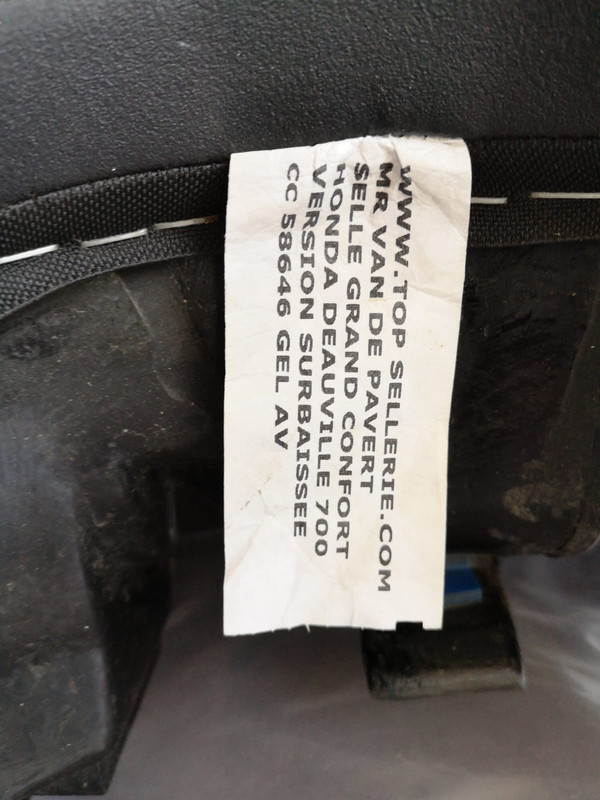 WWW.TOP SELLERIE.COM
MR VAN DE PAVERT
SELLE GRAND CONFORT
HONDA DEAUVILLE 700
VERSION SURBAISSEE
CC 58646 GEL AV